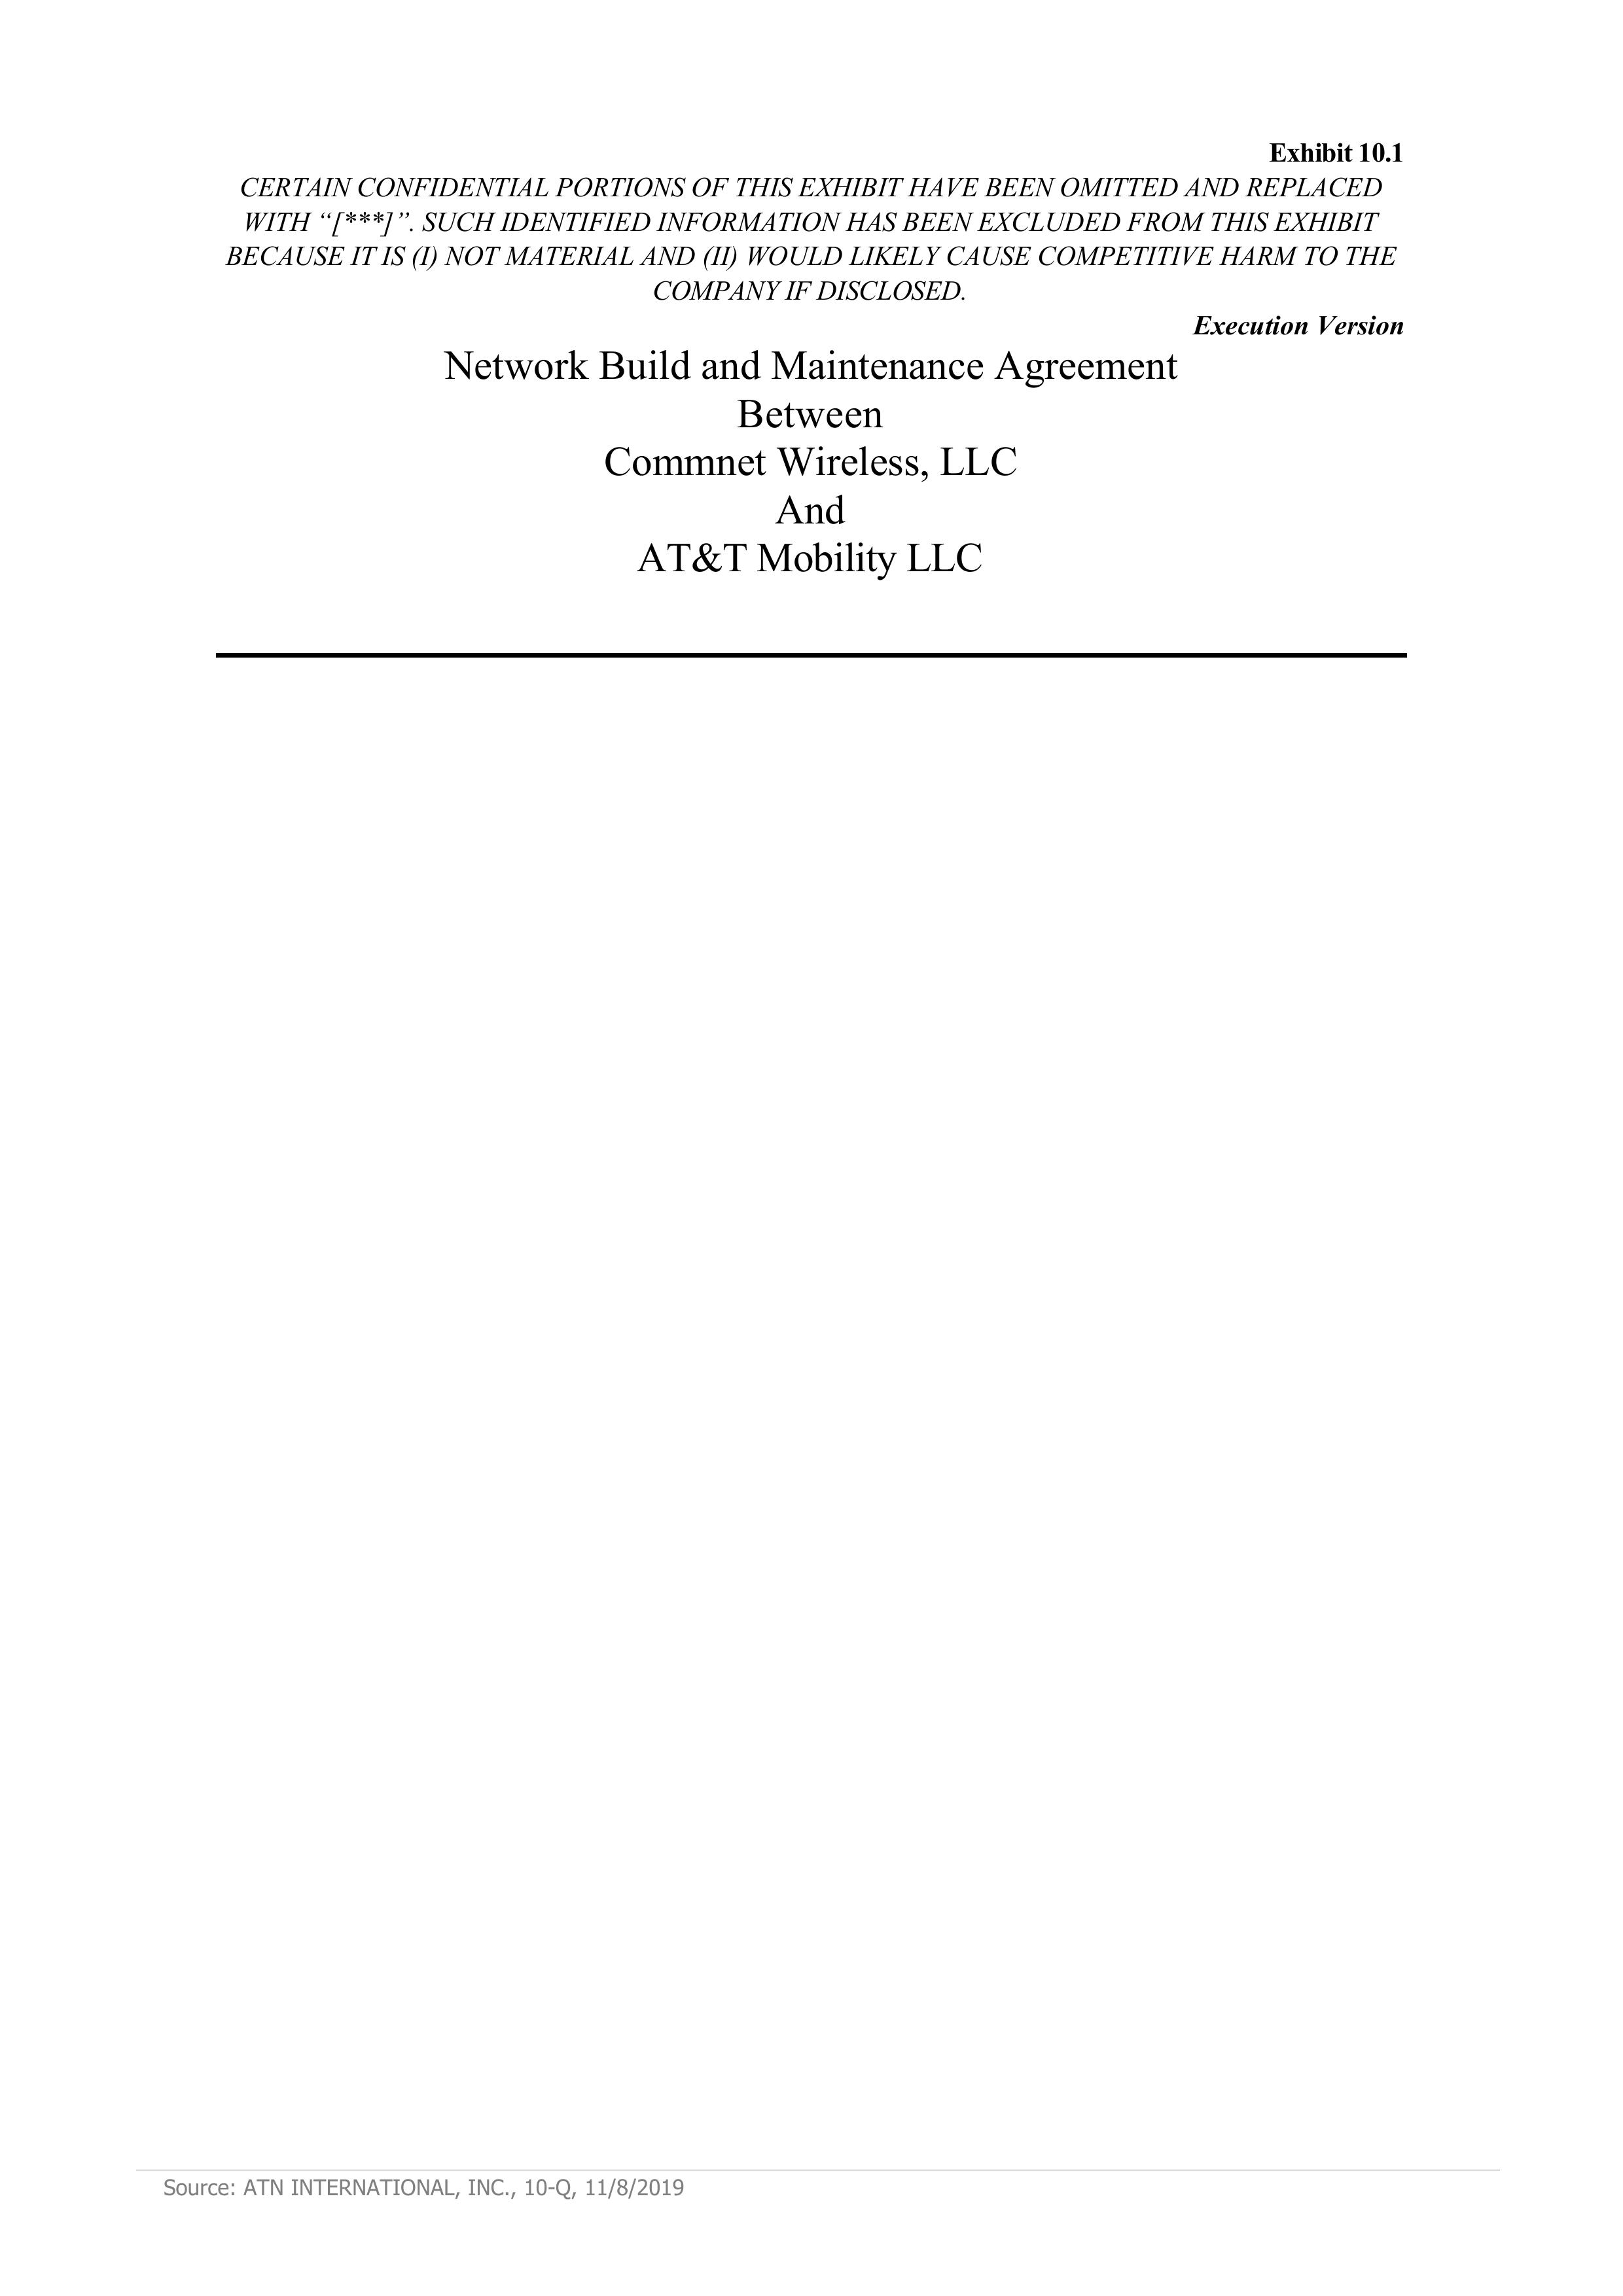 Exhibit 10.1
CERTAIN CONFIDENTIAL PORTIONS OF THIS EXHIBIT HAVE BEEN OMITTED AND REPLACED
WITH “[***]”. SUCH IDENTIFIED INFORMATION HAS BEEN EXCLUDED FROM THIS EXHIBIT
BECAUSE IT IS (I) NOT MATERIAL AND (II) WOULD LIKELY CAUSE COMPETITIVE HARM TO THE
COMPANY IF DISCLOSED.
Execution Version
Network Build and Maintenance Agreement
Between
Commnet Wireless, LLC
And
AT&T Mobility LLC
Source: ATN INTERNATIONAL, INC., 10-Q, 11/8/2019